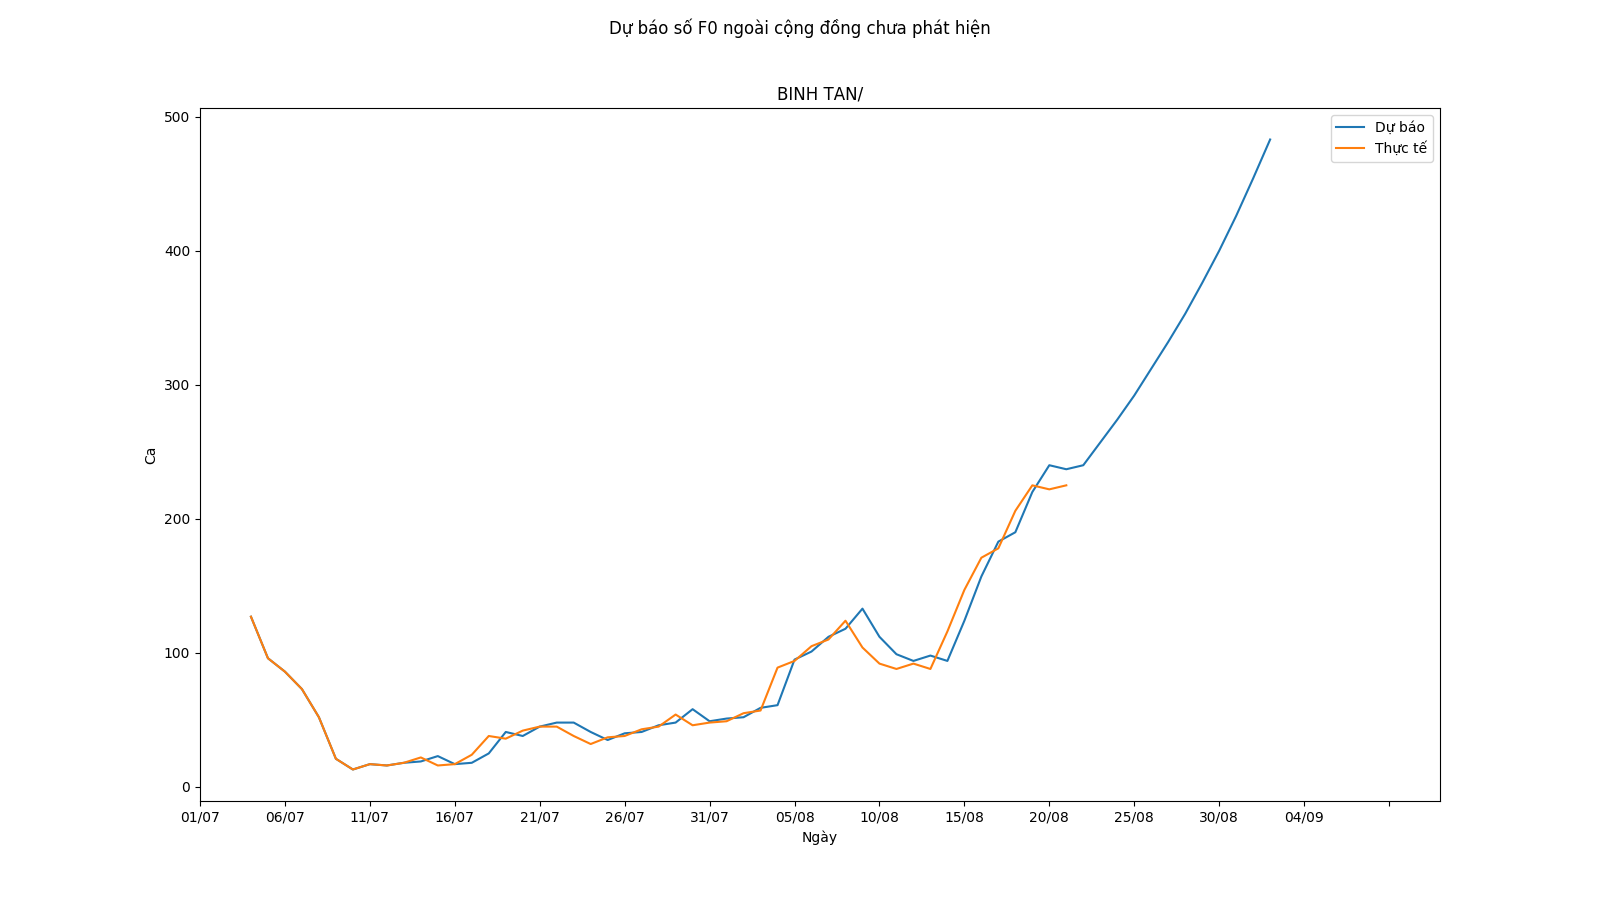 Dự báo số F0 ngoài cộng đồng chưa phát hiện
BINH TAN/
500
400
300
200
100
0
Ca
Dự báo
Thực tế
01/07 06/07 11/07 16/07 21/07 26/07 31/07 05/08 10/08 15/08 20/08 25/08 30/08 04/09
Ngày